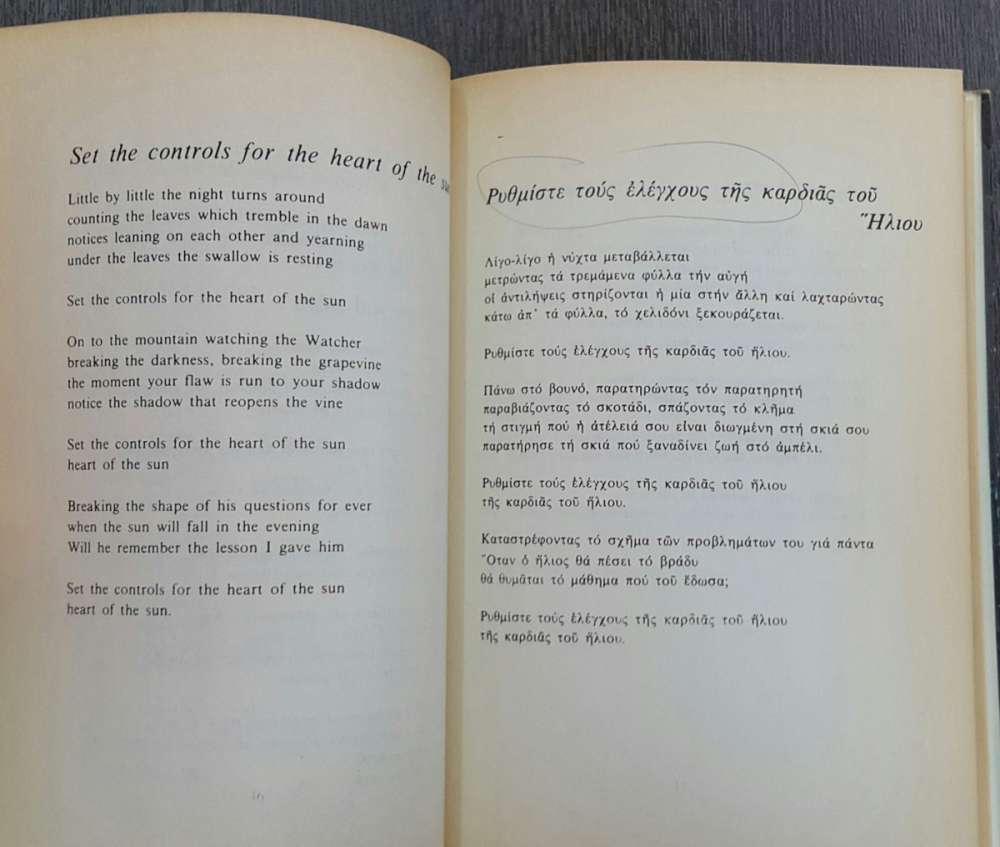 Set the controls for the heart of the su
Little by little the night turns around
counting the leaves which tremble in the dawn
notices leaning on each other and yearning
under the leaves the swallow is resting
Set the controls for the heart of the sun
On to the mountain watching the Watcher
breaking the darkness, breaking the grapevine
the moment your flaw is run to your shadow
notice the shadow that reopens the vine
Set the controls for the heart of the sun
heart of the sun
Breaking the shape of his questions for ever
when the sun will fall in the evening
Will he remember the lesson I gave him
Set the controls for the heart of the sun
heart of the sun.
Ρυθμίστε τούς ἐλέγχους τῆς καρδιᾶς τοῦ
Ἥλιου
Λίγο-λίγο ἡ νύχτα μεταβάλλεται
μετρώντας τά τρεμάμενα φύλλα τήν αὐγή
οἱ ἀντιλήψεις στηρίζονται ἡ μία στήν ἄλλη καί λαχταρώντας
κάτω ἀπ᾽ τά φύλλα, τό χελιδόνι ξεκουράζεται.
Ρυθμίστε τούς ἐλέγχους τῆς καρδιᾶς τοῦ ἥλιου.
Πάνω στό βουνό, παρατηρώντας τόν παρατηρητή
παραβιάζοντας τό σκοτάδι, σπάζοντας τό κλῆμα
τή στιγμή πού ἡ ἀτέλειά σου εἶναι διωγμένη στή σκιά σου
παρατήρησε τή σκιά πού ξαναδίνει ζωή στό ἀμπέλι.
Ρυθμίστε τούς ἐλέγχους τῆς καρδιᾶς τοῦ ἥλιου
τῆς καρδιᾶς τοῦ ἥλιου.
Καταστρέφοντας τό σχῆμα τῶν προβλημάτων του γιά πάντα
Ὅταν ὁ ἥλιος θά πέσει τό βράδυ
θά θυμᾶται τό μάθημα πού τοῦ ἔδωσα;
Ρυθμίστε τούς ἐλέγχους τῆς καρδιᾶς τοῦ ἥλιου
τῆς καρδιᾶς τοῦ ἥλιου.